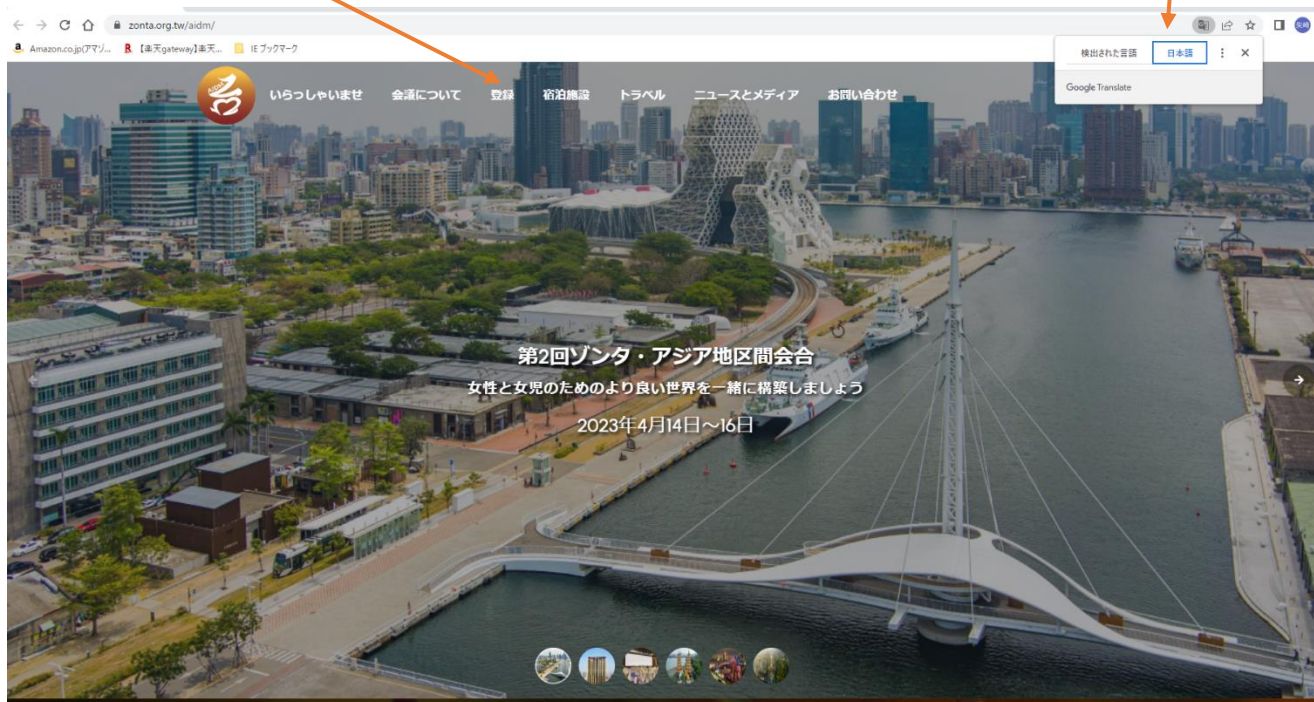 zonta.org.tw/aidm/
Amazon.co.jp(アマゾ... 【楽天gateway】楽天... IE ブックマーク
検出された言語 日本語
Google Translate
いらっしゃいませ 会議について 登録 宿泊施設 トラベル ニュースとメディア お問い合わせ
第2回ゾンタ・アジア地区間会合
女性と女児のためのより良い世界を一緒に構築しましょう
2023年4月14日～16日